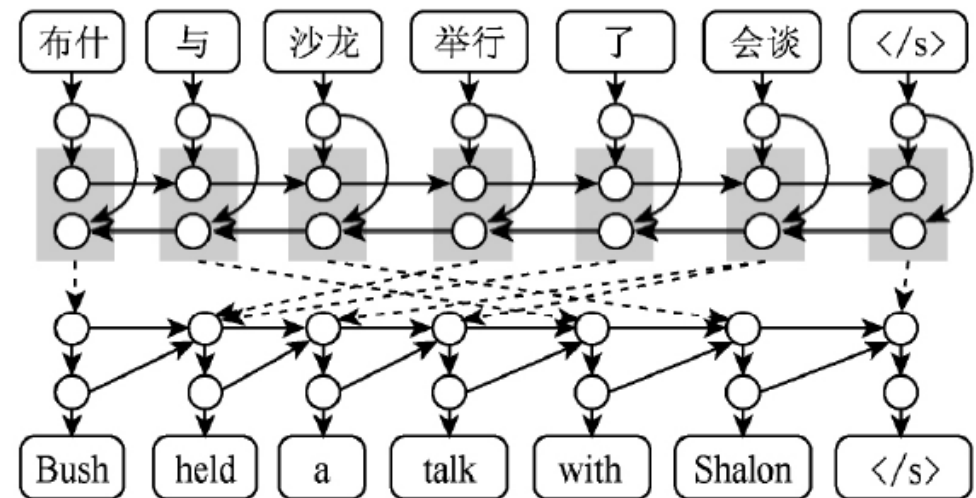 布什 与 沙龙 举行 了 会谈 </s>
Bush held a talk with Shalon </s>